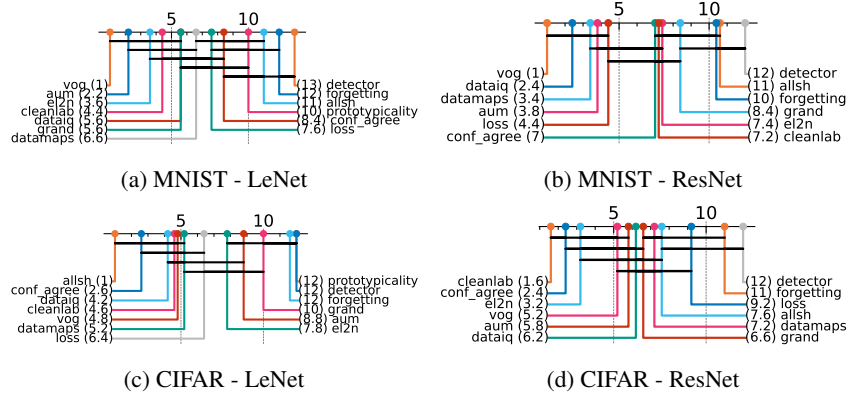 5 10
vog (1) (13) detector
aum (2.2) (12) forgetting
el2n (3.6) (11) allsh
cleanlab (4.4) (10) prototypicality
dataiq (5.6) (8.4) conf_agree
grand (5.6) (7.6) loss
datamaps (6.6)
(a) MNIST - LeNet
5 10
vog (1) (12) detector
dataiq (2.4) (11) allsh
datamaps (3.4) (10) forgetting
aum (3.8) (8.4) grand
loss (4.4) (7.4) el2n
conf_agree (7) (7.2) cleanlab
(b) MNIST - ResNet
5 10
allsh (1) (12) prototypicality
conf_agree (2.6) (12) detector
dataiq (4.2) (12) forgetting
cleanlab (4.6) (10) grand
vog (4.8) (8.8) aum
datamaps (5.2) (7.8) el2n
loss (6.4)
(c) CIFAR - LeNet
5 10
cleanlab (1.6) (12) detector
conf_agree (2.4) (11) forgetting
el2n (3.2) (9.2) loss
vog (5.2) (7.6) allsh
aum (5.8) (7.2) datamaps
dataiq (6.2) (6.6) grand
(d) CIFAR - ResNet